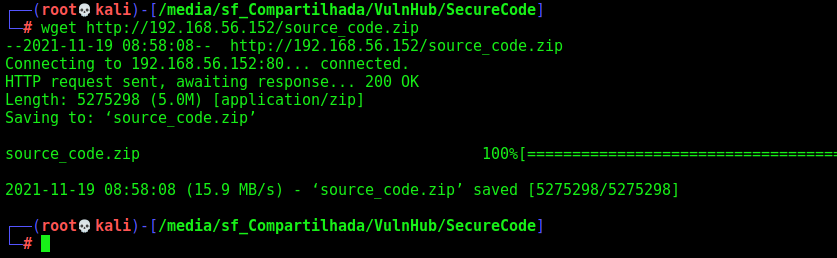 ┌──(root💀kali)-[/media/sf_Compartilhada/VulnHub/SecureCode]
└─# wget http://192.168.56.152/source_code.zip
--2021-11-19 08:58:08--  http://192.168.56.152/source_code.zip
Connecting to 192.168.56.152:80... connected.
HTTP request sent, awaiting response... 200 OK
Length: 5275298 (5.0M) [application/zip]
Saving to: ‘source_code.zip’
source_code.zip 100%[===================================
2021-11-19 08:58:08 (15.9 MB/s) - ‘source_code.zip’ saved [5275298/5275298]
┌──(root💀kali)-[/media/sf_Compartilhada/VulnHub/SecureCode]
└─#